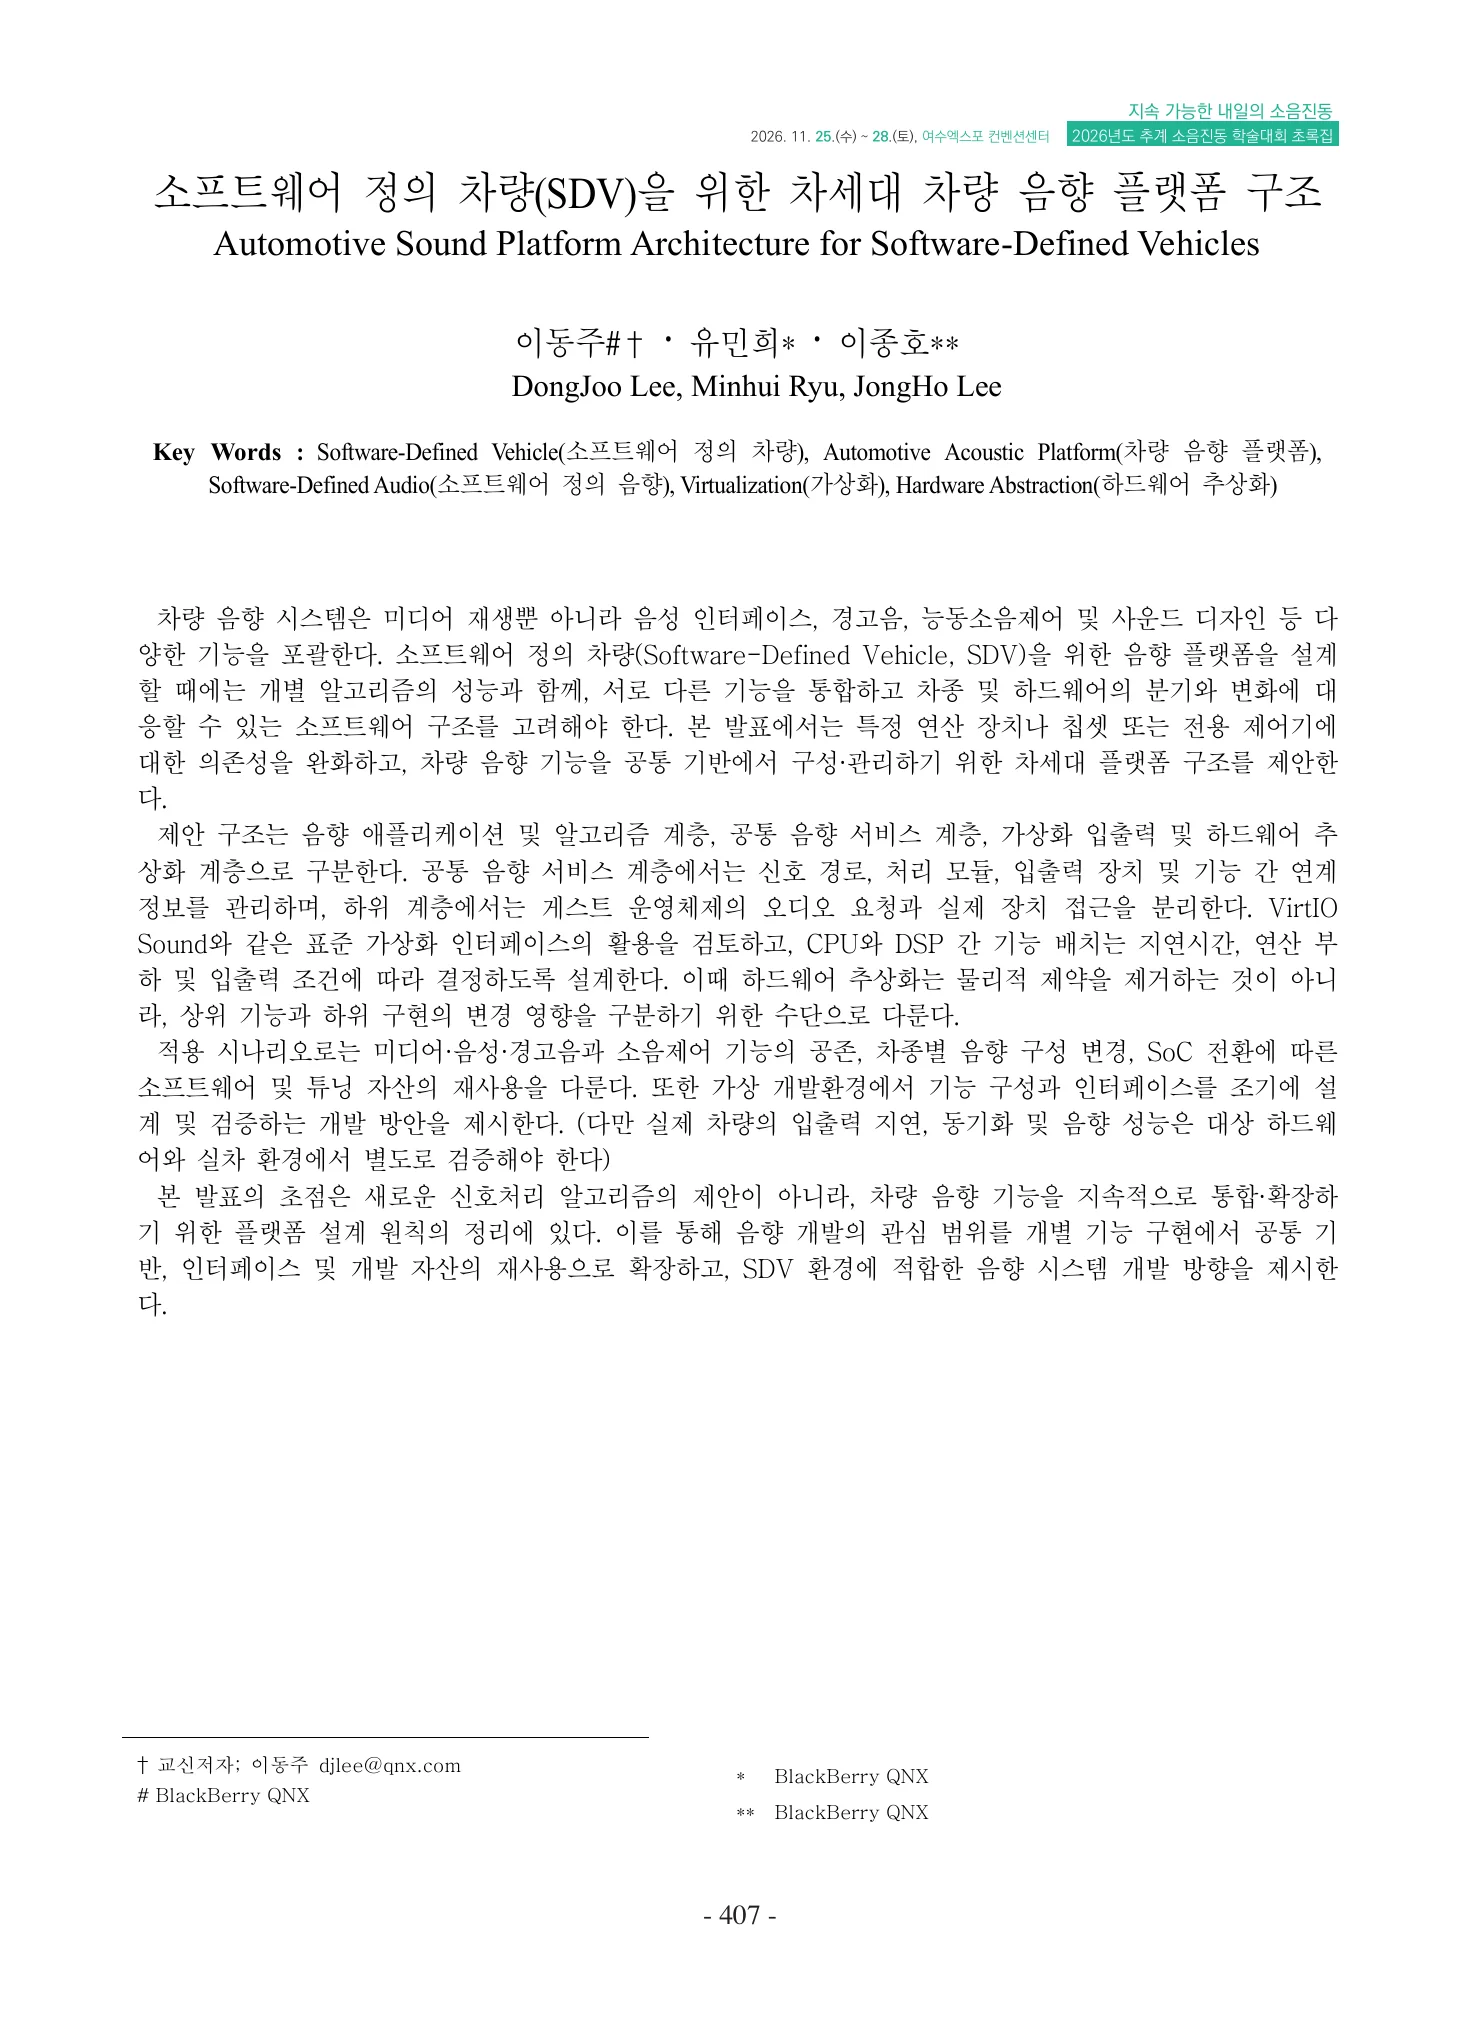 지속 가능한 내일의 소음진동
2026. 11. 25.(수) ~ 28.(토), 여수엑스포 컨벤션센터 2026년도 추계 소음진동 학술대회 초록집
소프트웨어 정의 차량(SDV)을 위한 차세대 차량 음향 플랫폼 구조
Automotive Sound Platform Architecture for Software-Defined Vehicles
이동주#† · 유민희* · 이종호**
DongJoo Lee, Minhui Ryu, JongHo Lee
Key Words : Software-Defined Vehicle(소프트웨어 정의 차량), Automotive Acoustic Platform(차량 음향 플랫폼),
Software-Defined Audio(소프트웨어 정의 음향), Virtualization(가상화), Hardware Abstraction(하드웨어 추상화)
차량 음향 시스템은 미디어 재생뿐 아니라 음성 인터페이스, 경고음, 능동소음제어 및 사운드 디자인 등 다
양한 기능을 포괄한다. 소프트웨어 정의 차량(Software-Defined Vehicle, SDV)을 위한 음향 플랫폼을 설계
할 때에는 개별 알고리즘의 성능과 함께, 서로 다른 기능을 통합하고 차종 및 하드웨어의 분기와 변화에 대
응할 수 있는 소프트웨어 구조를 고려해야 한다. 본 발표에서는 특정 연산 장치나 칩셋 또는 전용 제어기에
대한 의존성을 완화하고, 차량 음향 기능을 공통 기반에서 구성·관리하기 위한 차세대 플랫폼 구조를 제안한
다.
제안 구조는 음향 애플리케이션 및 알고리즘 계층, 공통 음향 서비스 계층, 가상화 입출력 및 하드웨어 추
상화 계층으로 구분한다. 공통 음향 서비스 계층에서는 신호 경로, 처리 모듈, 입출력 장치 및 기능 간 연계
정보를 관리하며, 하위 계층에서는 게스트 운영체제의 오디오 요청과 실제 장치 접근을 분리한다. VirtIO
Sound와 같은 표준 가상화 인터페이스의 활용을 검토하고, CPU와 DSP 간 기능 배치는 지연시간, 연산 부
하 및 입출력 조건에 따라 결정하도록 설계한다. 이때 하드웨어 추상화는 물리적 제약을 제거하는 것이 아니
라, 상위 기능과 하위 구현의 변경 영향을 구분하기 위한 수단으로 다룬다.
적용 시나리오로는 미디어·음성·경고음과 소음제어 기능의 공존, 차종별 음향 구성 변경, SoC 전환에 따른
소프트웨어 및 튜닝 자산의 재사용을 다룬다. 또한 가상 개발환경에서 기능 구성과 인터페이스를 조기에 설
계 및 검증하는 개발 방안을 제시한다. (다만 실제 차량의 입출력 지연, 동기화 및 음향 성능은 대상 하드웨
어와 실차 환경에서 별도로 검증해야 한다)
본 발표의 초점은 새로운 신호처리 알고리즘의 제안이 아니라, 차량 음향 기능을 지속적으로 통합·확장하
기 위한 플랫폼 설계 원칙의 정리에 있다. 이를 통해 음향 개발의 관심 범위를 개별 기능 구현에서 공통 기
반, 인터페이스 및 개발 자산의 재사용으로 확장하고, SDV 환경에 적합한 음향 시스템 개발 방향을 제시한
다.
† 교신저자; 이동주 djlee@qnx.com
# BlackBerry QNX
* BlackBerry QNX
** BlackBerry QNX
- 407 -